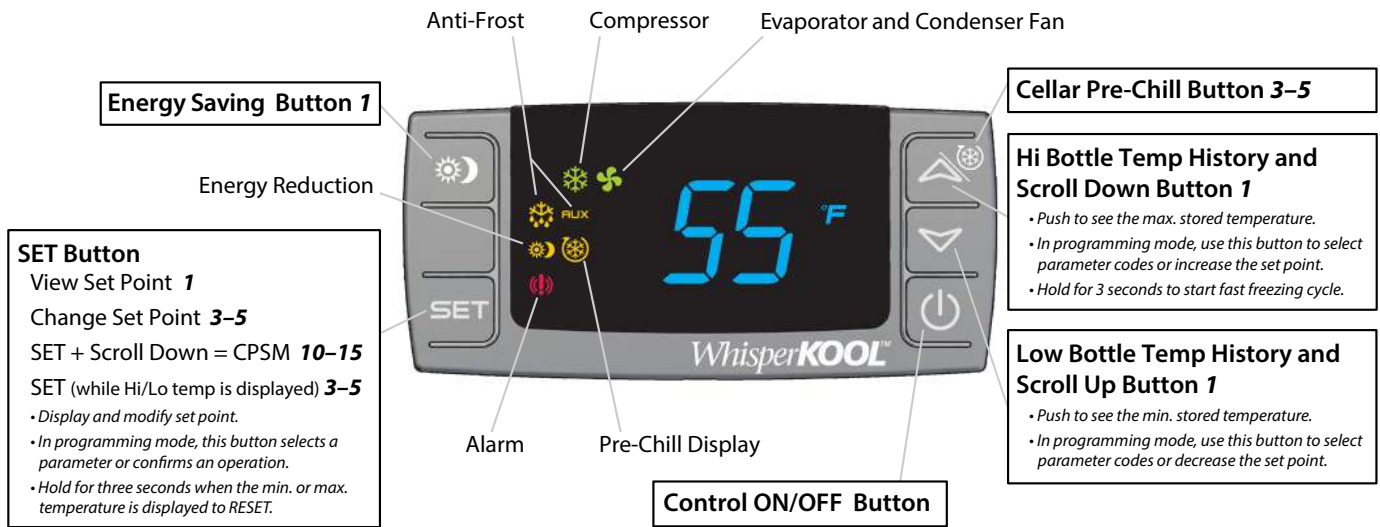 Anti-Frost
Compressor
Evaporator and Condenser Fan
Energy Saving Button 1
Energy Reduction
SET Button
View Set Point 1
Change Set Point 3–5
SET + Scroll Down = CPSM 10–15
SET (while Hi/Lo temp is displayed) 3–5
• Display and modify set point.
• In programming mode, this button selects a
parameter or confirms an operation.
• Hold for three seconds when the min. or max.
temperature is displayed to RESET.
AUX
55 °F
SET
WhisperKOOL™
Alarm
Pre-Chill Display
Control ON/OFF Button
Cellar Pre-Chill Button 3–5
Hi Bottle Temp History and
Scroll Down Button 1
• Push to see the max. stored temperature.
• In programming mode, use this button to select
parameter codes or increase the set point.
• Hold for 3 seconds to start fast freezing cycle.
Low Bottle Temp History and
Scroll Up Button 1
• Push to see the min. stored temperature.
• In programming mode, use this button to select
parameter codes or decrease the set point.